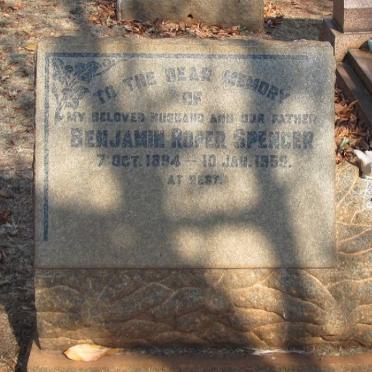 TO THE DEAR MEMORY
OF
MY BELOVED HUSBAND AND OUR FATHER
BENJAMIN ROPER SPENCER
7 OCT. 1894 — 10 JAN. 1959.
AT REST.